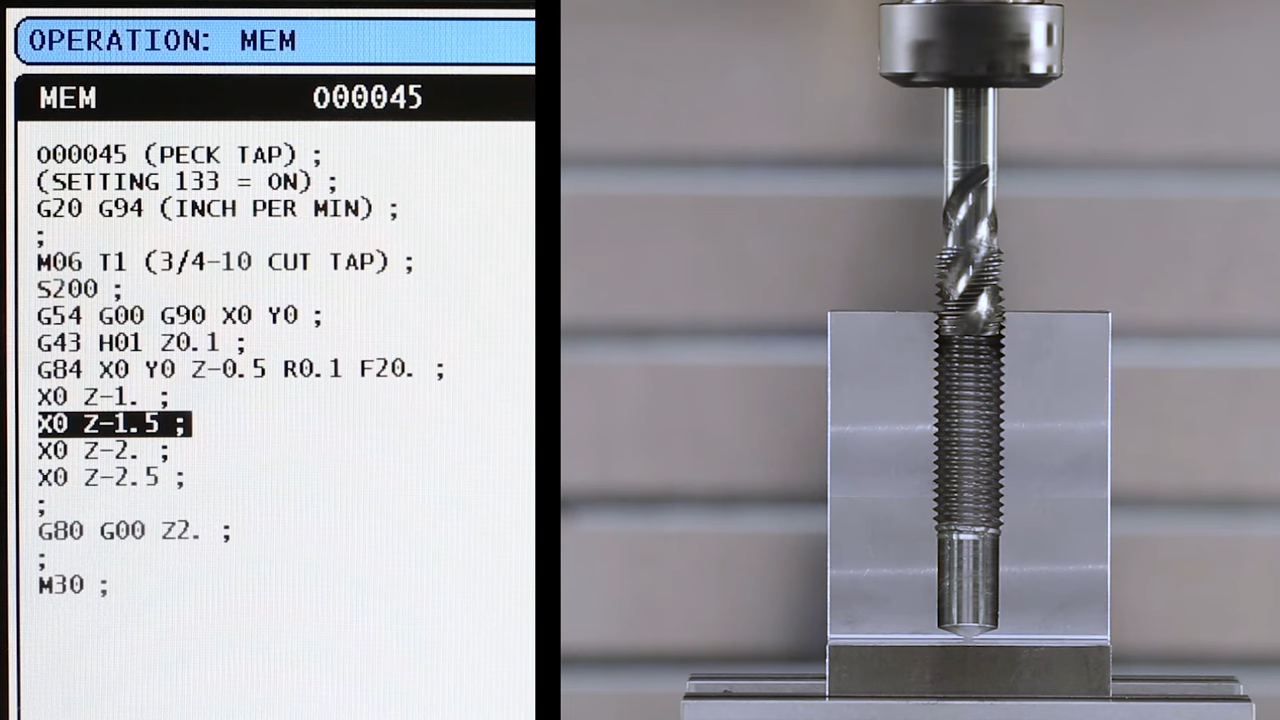 OPERATION: MEM
MEM O00045
O00045 (PECK TAP) ;
(SETTING 133 = ON) ;
G20 G94 (INCH PER MIN) ;
;
M06 T1 (3/4-10 CUT TAP) ;
S200 ;
G54 G00 G90 X0 Y0 ;
G43 H01 Z0.1 ;
G84 X0 Y0 Z-0.5 R0.1 F20. ;
X0 Z-1. ;
X0 Z-1.5 ;
X0 Z-2. ;
X0 Z-2.5 ;
;
G80 G00 Z2. ;
;
M30 ;